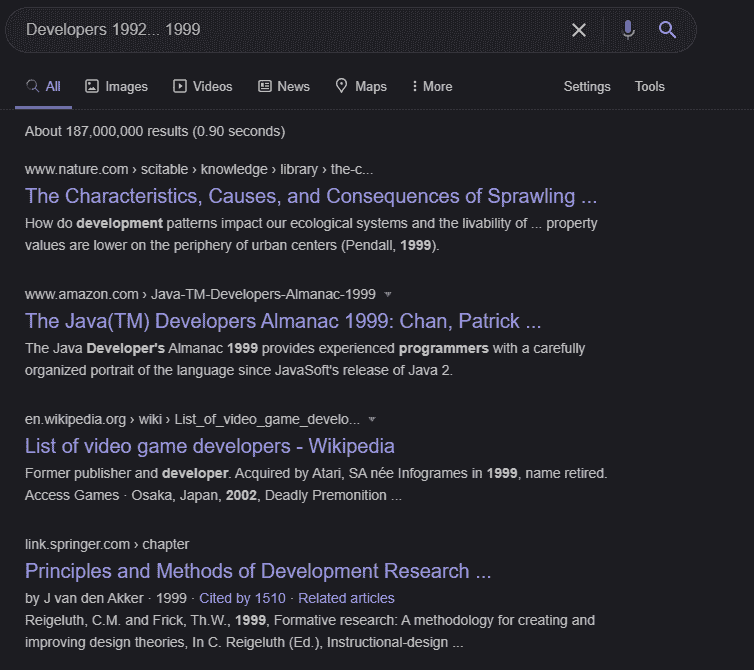 Developers 1992... 1999
All Images Videos News Maps More Settings Tools
About 187,000,000 results (0.90 seconds)
www.nature.com › scitable › knowledge › library › the-c...
The Characteristics, Causes, and Consequences of Sprawling ...
How do development patterns impact our ecological systems and the livability of ... property
values are lower on the periphery of urban centers (Pendall, 1999).
www.amazon.com › Java-TM-Developers-Almanac-1999
The Java(TM) Developers Almanac 1999: Chan, Patrick ...
The Java Developer's Almanac 1999 provides experienced programmers with a carefully
organized portrait of the language since JavaSoft's release of Java 2.
en.wikipedia.org › wiki › List_of_video_game_develo...
List of video game developers - Wikipedia
Former publisher and developer. Acquired by Atari, SA née Infogrames in 1999, name retired.
Access Games · Osaka, Japan, 2002, Deadly Premonition ...
link.springer.com › chapter
Principles and Methods of Development Research ...
by J van den Akker · 1999 · Cited by 1510 · Related articles
Reigeluth, C.M. and Frick, Th.W., 1999, Formative research: A methodology for creating and
improving design theories, In C. Reigeluth (Ed.), Instructional-design ...